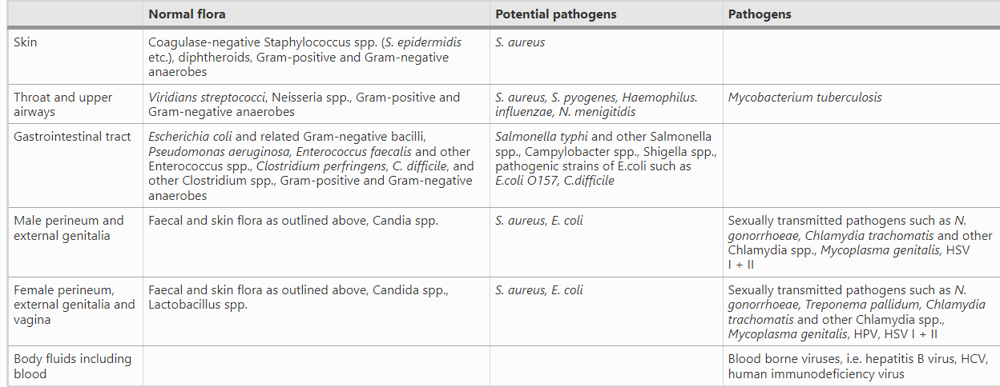 Normal flora
Potential pathogens
Pathogens
Skin
Coagulase-negative Staphylococcus spp. (S. epidermidis
etc.), diphtheroids, Gram-positive and Gram-negative
anaerobes
S. aureus
Throat and upper
airways
Viridians streptococci, Neisseria spp., Gram-positive and
Gram-negative anaerobes
S. aureus, S. pyogenes, Haemophilus.
influenzae, N. menigitidis
Mycobacterium tuberculosis
Gastrointestinal tract
Escherichia coli and related Gram-negative bacilli,
Pseudomonas aeruginosa, Enterococcus faecalis and other
Enterococcus spp., Clostridium perfringens, C. difficile, and
other Clostridium spp., Gram-positive and Gram-negative
anaerobes
Salmonella typhi and other Salmonella
spp., Campylobacter spp., Shigella spp.,
pathogenic strains of E.coli such as
E.coli O157, C.difficile
Male perineum and
external genitalia
Faecal and skin flora as outlined above, Candia spp.
S. aureus, E. coli
Sexually transmitted pathogens such as N.
gonorrhoeae, Chlamydia trachomatis and other
Chlamydia spp., Mycoplasma genitalis, HSV
I + II
Female perineum,
external genitalia and
vagina
Faecal and skin flora as outlined above, Candida spp.,
Lactobacillus spp.
S. aureus, E. coli
Sexually transmitted pathogens such as N.
gonorrhoeae, Treponema pallidum, Chlamydia
trachomatis and other Chlamydia spp.,
Mycoplasma genitalis, HPV, HSV I + II
Body fluids including
blood
Blood borne viruses, i.e. hepatitis B virus, HCV,
human immunodeficiency virus